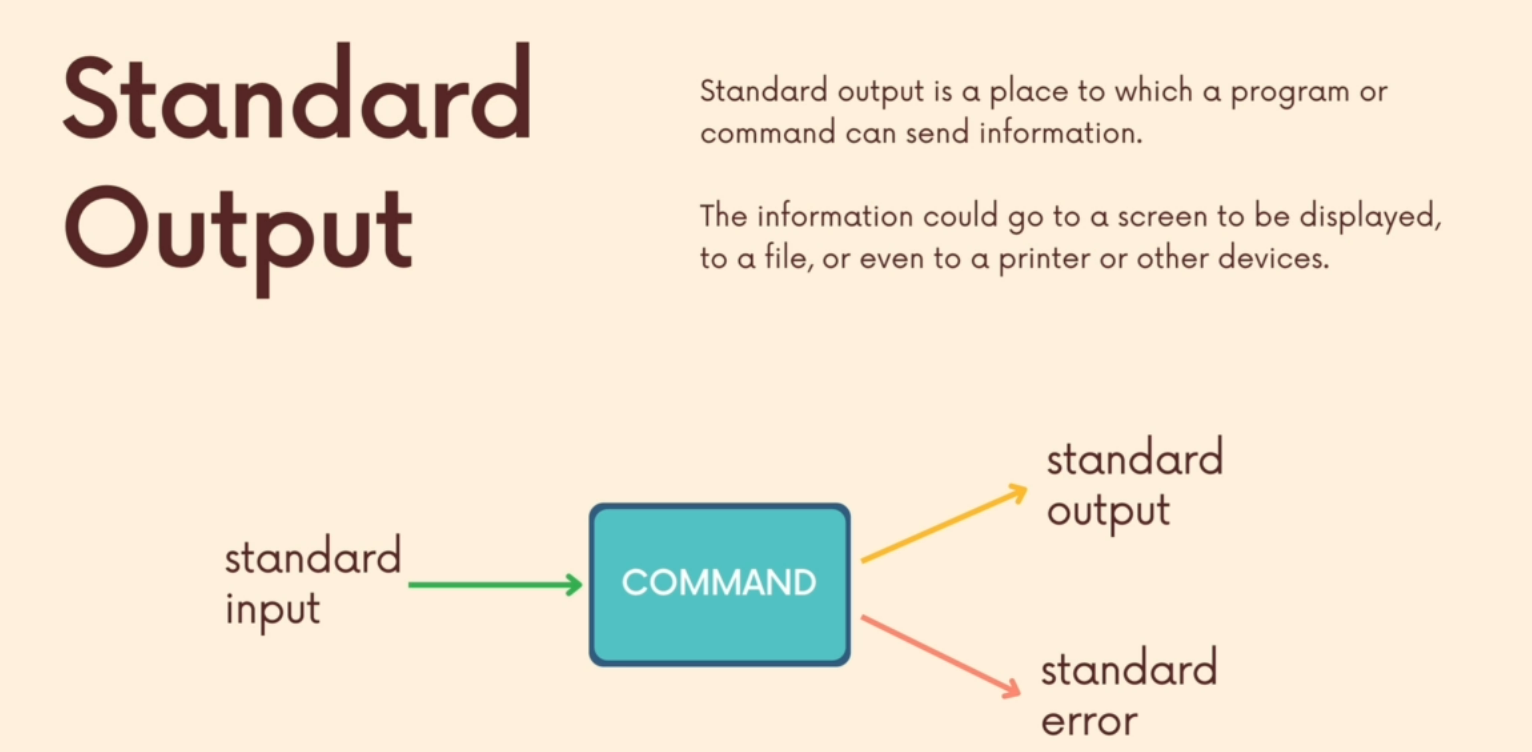 Standard
Output
Standard output is a place to which a program or
command can send information.
The information could go to a screen to be displayed,
to a file, or even to a printer or other devices.
standard
input
COMMAND
standard
output
standard
error